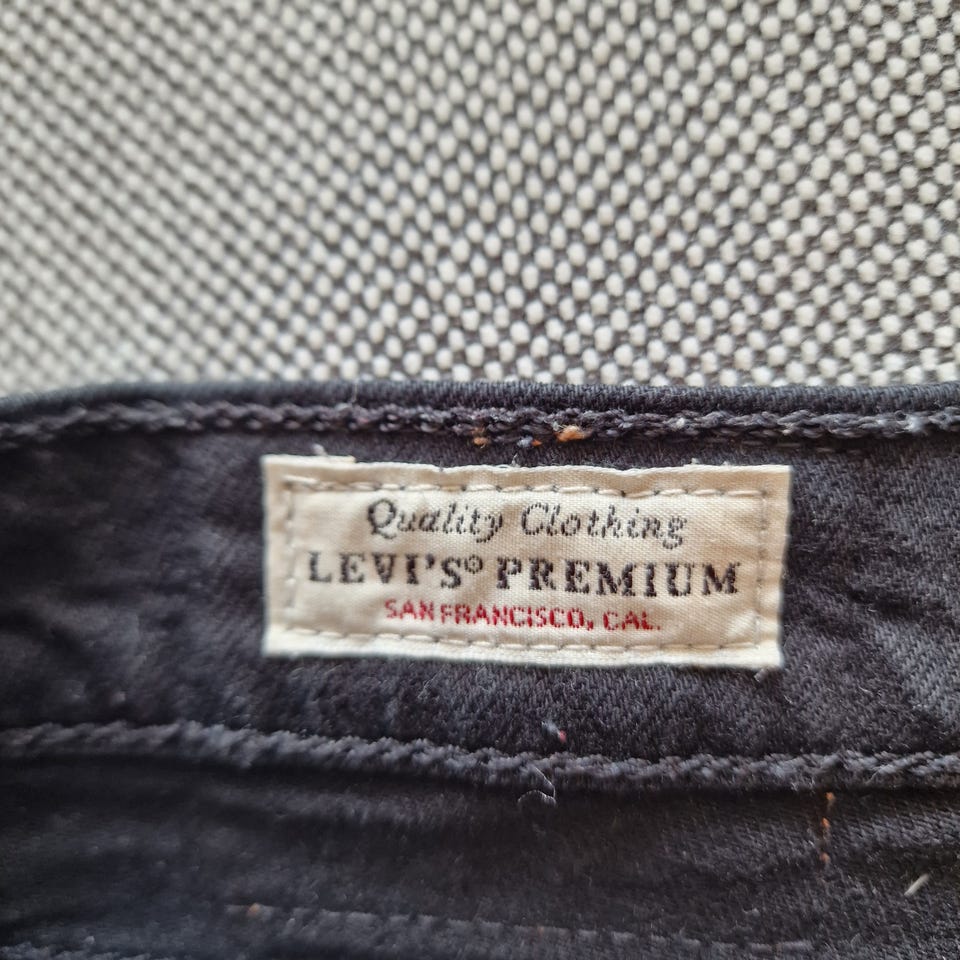 Quality Clothing
LEVI'S® PREMIUM
SAN FRANCISCO, CAL.